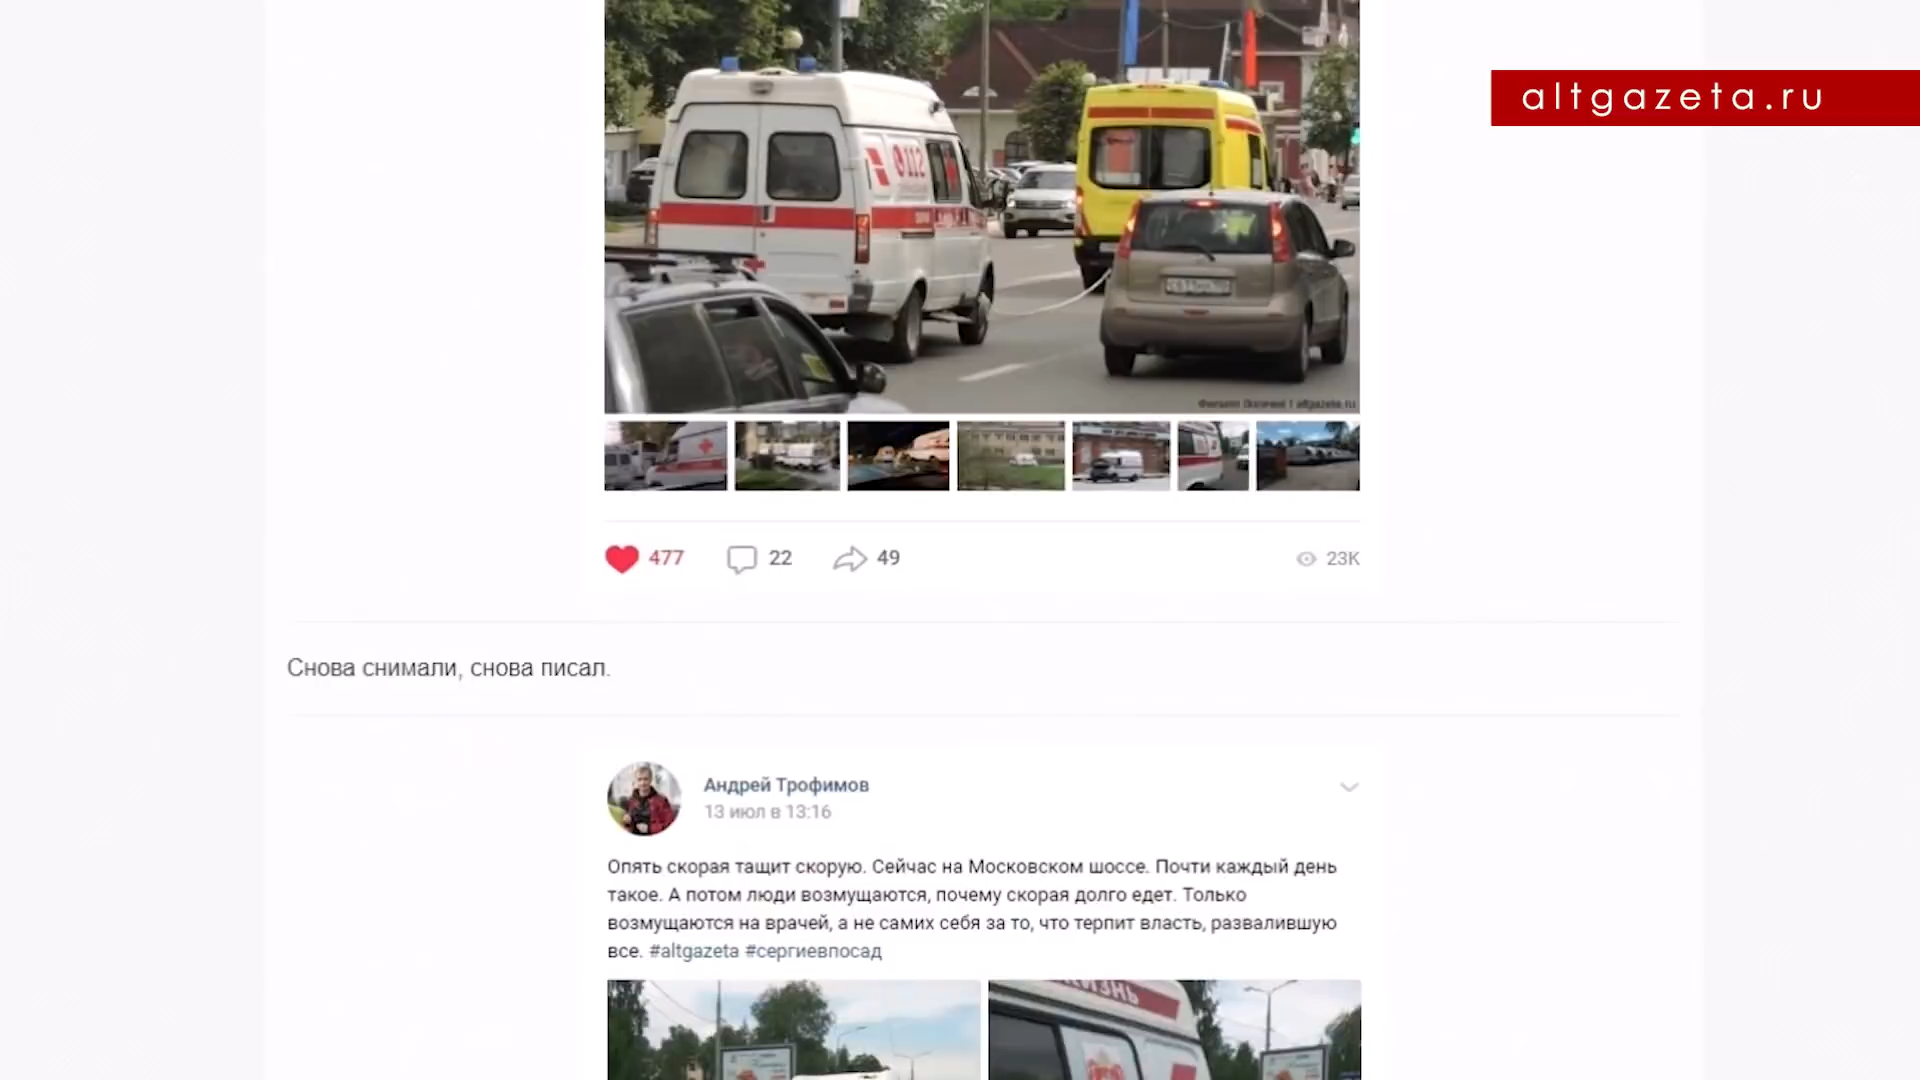 altgazeta.ru
112
477
22
49
23K
Снова снимали, снова писал.
Андрей Трофимов
13 июл в 13:16
Опять скорая тащит скорую. Сейчас на Московском шоссе. Почти каждый день
такое. А потом люди возмущаются, почему скорая долго едет. Только
возмущаются на врачей, а не самих себя за то, что терпит власть, развалившую
все. #altgazeta #сергиевпосад